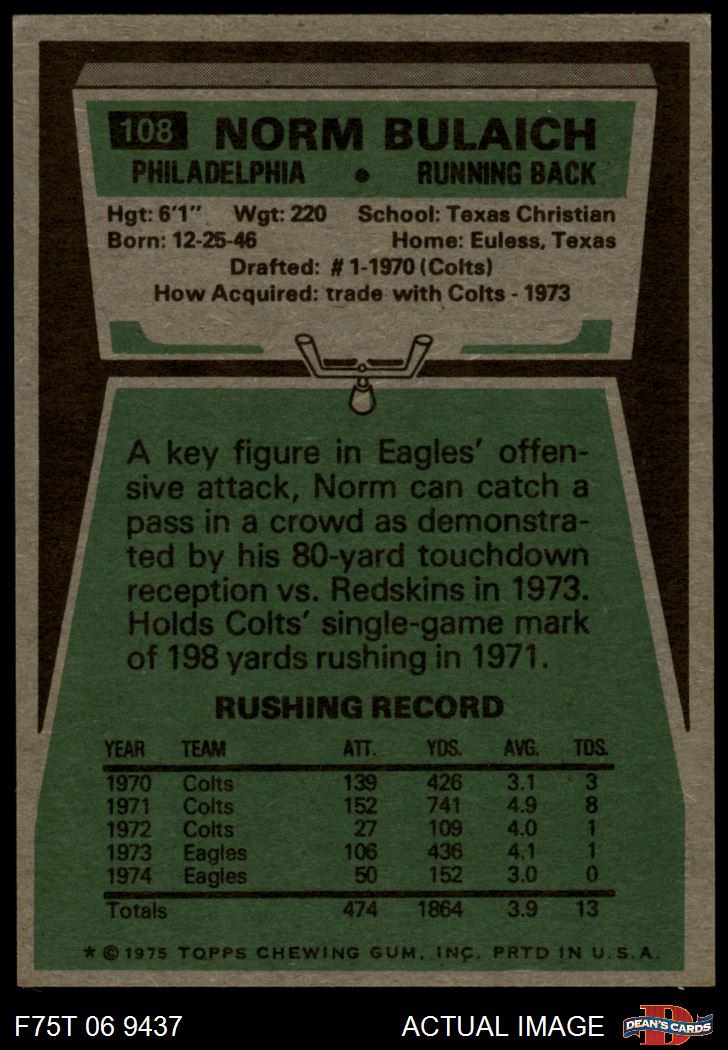 108 NORM BULAICH
PHILADELPHIA • RUNNING BACK
Hgt: 6'1" Wgt: 220 School: Texas Christian
Born: 12-25-46 Home: Euless, Texas
Drafted: #1-1970 (Colts)
How Acquired: trade with Colts - 1973
A key figure in Eagles' offen-
sive attack, Norm can catch a
pass in a crowd as demonstra-
ted by his 80-yard touchdown
reception vs. Redskins in 1973.
Holds Colts' single-game mark
of 198 yards rushing in 1971.
RUSHING RECORD
YEAR TEAM ATT. YDS. AVG. TDS.
1970 Colts 139 426 3.1 3
1971 Colts 152 741 4.9 8
1972 Colts 27 109 4.0 1
1973 Eagles 106 436 4.1 1
1974 Eagles 50 152 3.0 0
Totals 474 1864 3.9 13
* © 1975 TOPPS CHEWING GUM, INC. PRTD IN U.S.A.
F75T 06 9437 ACTUAL IMAGE DEAN'S CARDS